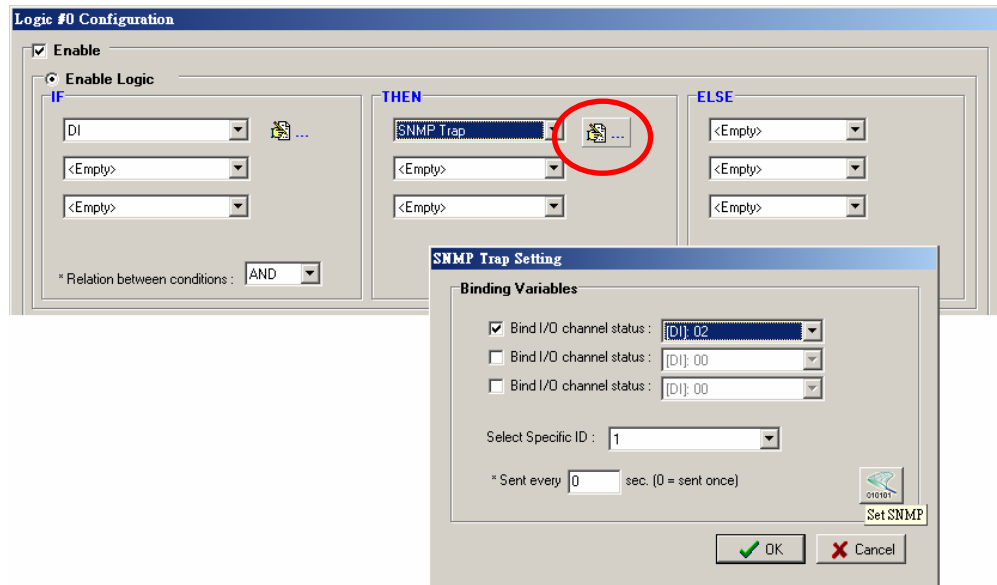 Logic #0 Configuration
Enable
Enable Logic
IF
THEN
ELSE
DI
...
SNMP Trap
...
<Empty>
<Empty>
<Empty>
<Empty>
<Empty>
<Empty>
<Empty>
* Relation between conditions : AND
SNMP Trap Setting
Binding Variables
Bind I/O channel status : [DI]: 02
Bind I/O channel status : [DI]: 00
Bind I/O channel status : [DI]: 00
Select Specific ID : 1
* Sent every 0 sec. (0 = sent once)
010101
Set SNMP
OK
Cancel